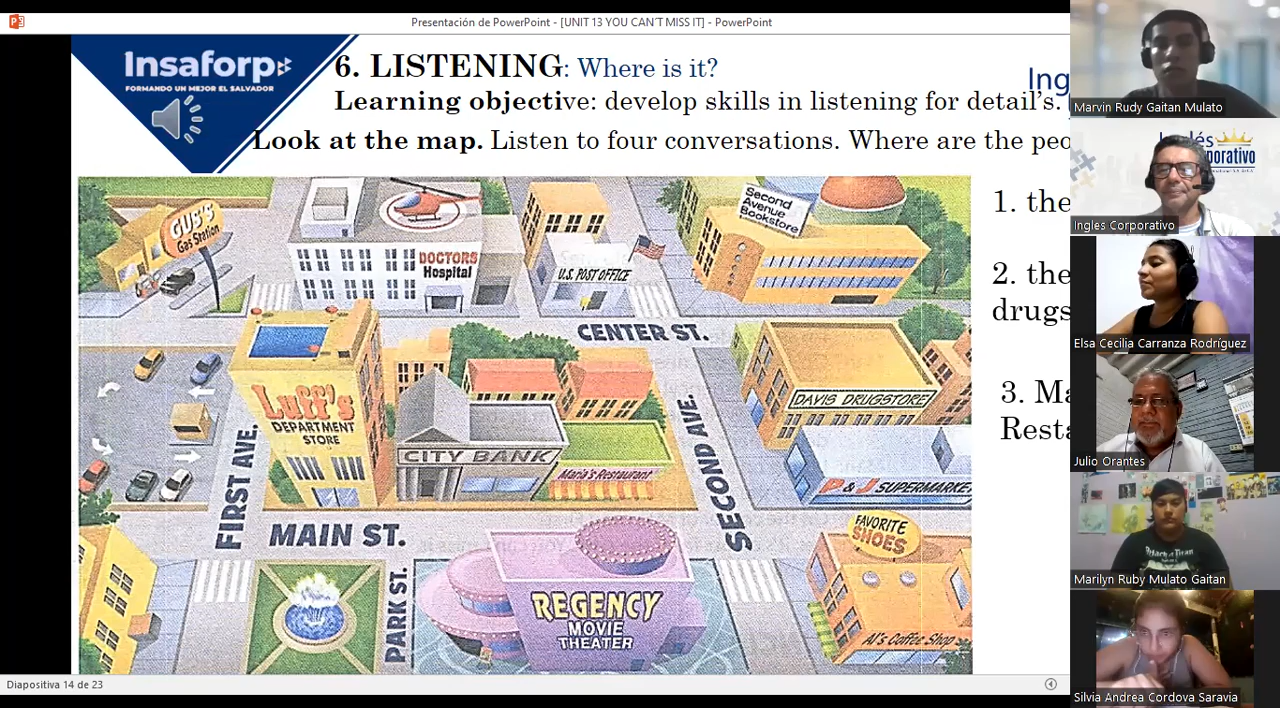 Presentación de PowerPoint - [UNIT 13 YOU CAN'T MISS IT] - PowerPoint
Insaforp
FORMANDO UN MEJOR EL SALVADOR
6. LISTENING: Where is it?
Ing
Learning objective: develop skills in listening for detail's.
Look at the map. Listen to four conversations. Where are the peo
GUS'S
Gas Station
DOCTORS
Hospital
U.S. POST OFFICE
Second
Avenue
Bookstore
CENTER ST.
Luff's
DEPARTMENT
STORE
CITY BANK
Maria's Restaurant
DAVIS DRUGSTORE
P & J SUPERMARKET
FIRST AVE.
MAIN ST.
SECOND AVE.
PARK ST.
REGENCY
MOVIE
THEATER
FAVORITE
SHOES
Al's Coffee Shop
1. the
2. the
drugs
3. Ma
Resta
Diapositiva 14 de 23
Marvin Rudy Gaitan Mulato
Inglés
orporativo
Ingles Corporativo
Elsa Cecilia Carranza Rodríguez
Julio Orantes
Attack on Titan
Marilyn Ruby Mulato Gaitan
Silvia Andrea Cordova Saravia